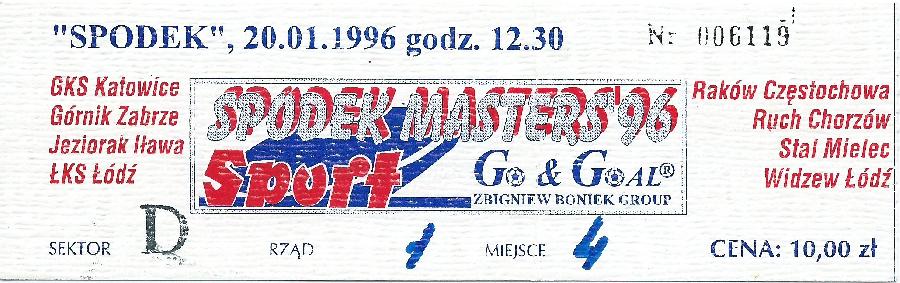 "SPODEK", 20.01.1996 godz. 12.30 Nr 006119
GKS Katowice
Górnik Zabrze
Jeziorak Iława
ŁKS Łódź
SPODEK MASTERS'96
Sport
GO & GOAL®
ZBIGNIEW BONIEK GROUP
Raków Częstochowa
Ruch Chorzów
Stal Mielec
Widzew Łódź
SEKTOR D RZĄD 1 MIEJSCE 4 CENA: 10,00 zł